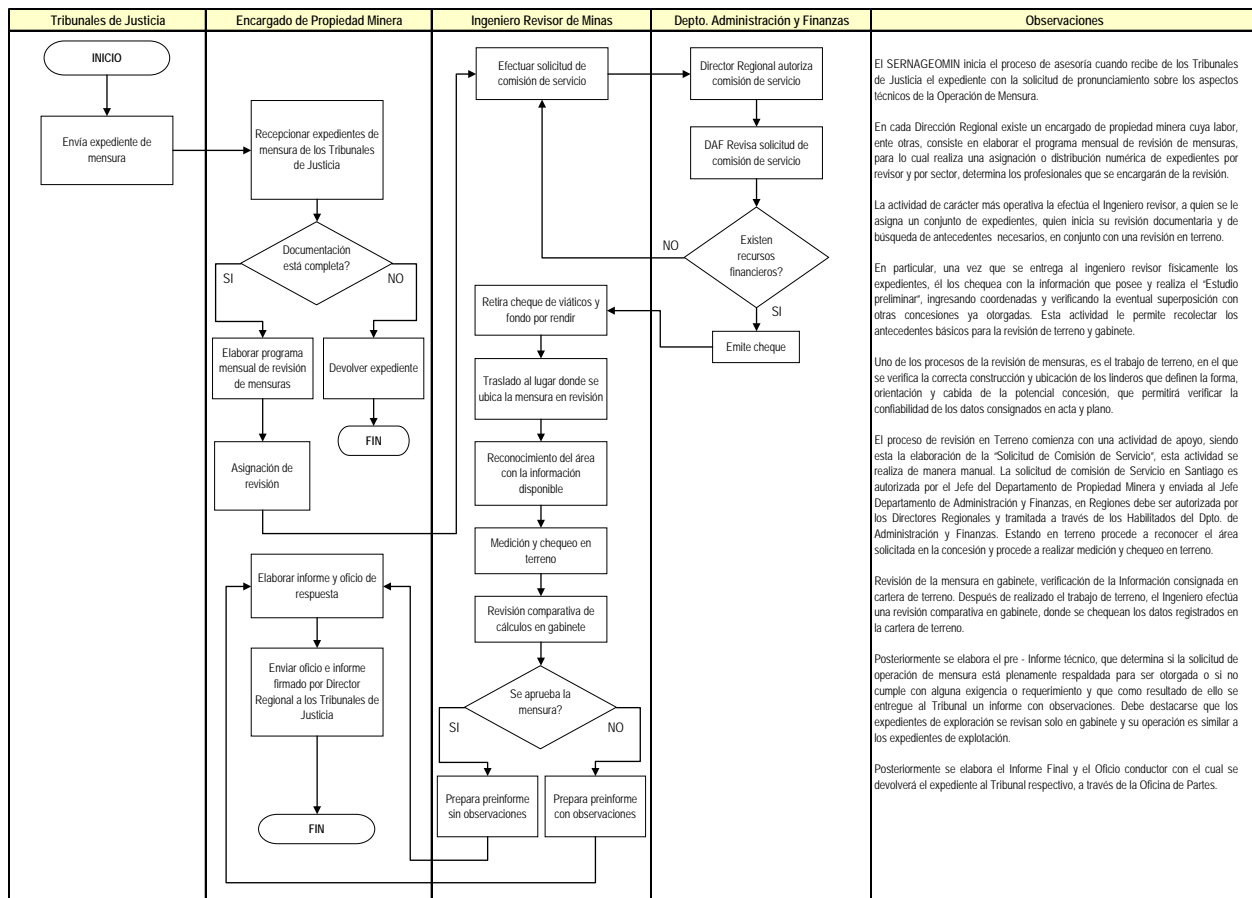 Tribunales de Justicia
Encargado de Propiedad Minera
Ingeniero Revisor de Minas
Depto. Administración y Finanzas
Observaciones
INICIO
Envía expediente de
mensura
Recepcionar expedientes de
mensura de los Tribunales
de Justicia
Documentación
está completa?
SI
NO
Elaborar programa
mensual de revisión
de mensuras
Devolver expediente
FIN
Asignación de
revisión
Elaborar informe y oficio de
respuesta
Enviar oficio e informe
firmado por Director
Regional a los Tribunales de
Justicia
FIN
Efectuar solicitud de
comisión de servicio
Retira cheque de viáticos y
fondo por rendir
Traslado al lugar donde se
ubica la mensura en revisión
Reconocimiento del área
con la información
disponible
Medición y chequeo en
terreno
Revisión comparativa de
cálculos en gabinete
Se aprueba la
mensura?
SI
NO
Prepara preinforme
sin observaciones
Prepara preinforme
con observaciones
Director Regional autoriza
comisión de servicio
DAF Revisa solicitud de
comisión de servicio
NO
Existen
recursos
financieros?
SI
Emite cheque
El SERNAGEOMIN inicia el proceso de asesoría cuando recibe de los Tribunales
de Justicia el expediente con la solicitud de pronunciamiento sobre los aspectos
técnicos de la Operación de Mensura.
En cada Dirección Regional existe un encargado de propiedad minera cuya labor,
ente otras, consiste en elaborar el programa mensual de revisión de mensuras,
para lo cual realiza una asignación o distribución numérica de expedientes por
revisor y por sector, determina los profesionales que se encargarán de la revisión.
La actividad de carácter más operativa la efectúa el Ingeniero revisor, a quien se le
asigna un conjunto de expedientes, quien inicia su revisión documentaria y de
búsqueda de antecedentes necesarios, en conjunto con una revisión en terreno.
En particular, una vez que se entrega al ingeniero revisor físicamente los
expedientes, él los chequea con la información que posee y realiza el "Estudio
preliminar", ingresando coordenadas y verificando la eventual superposición con
otras concesiones ya otorgadas. Esta actividad le permite recolectar los
antecedentes básicos para la revisión de terreno y gabinete.
Uno de los procesos de la revisión de mensuras, es el trabajo de terreno, en el que
se verifica la correcta construcción y ubicación de los linderos que definen la forma,
orientación y cabida de la potencial concesión, que permitirá verificar la
confiabilidad de los datos consignados en acta y plano.
El proceso de revisión en Terreno comienza con una actividad de apoyo, siendo
esta la elaboración de la "Solicitud de Comisión de Servicio", esta actividad se
realiza de manera manual. La solicitud de comisión de Servicio en Santiago es
autorizada por el Jefe del Departamento de Propiedad Minera y enviada al Jefe
Departamento de Administración y Finanzas, en Regiones debe ser autorizada por
los Directores Regionales y tramitada a través de los Habilitados del Dpto. de
Administración y Finanzas. Estando en terreno procede a reconocer el área
solicitada en la concesión y procede a realizar medición y chequeo en terreno.
Revisión de la mensura en gabinete, verificación de la Información consignada en
cartera de terreno. Después de realizado el trabajo de terreno, el Ingeniero efectúa
una revisión comparativa en gabinete, donde se chequean los datos registrados en
la cartera de terreno.
Posteriormente se elabora el pre - Informe técnico, que determina si la solicitud de
operación de mensura está plenamente respaldada para ser otorgada o si no
cumple con alguna exigencia o requerimiento y que como resultado de ello se
entregue al Tribunal un informe con observaciones. Debe destacarse que los
expedientes de exploración se revisan solo en gabinete y su operación es similar a
los expedientes de explotación.
Posteriormente se elabora el Informe Final y el Oficio conductor con el cual se
devolverá el expediente al Tribunal respectivo, a través de la Oficina de Partes.